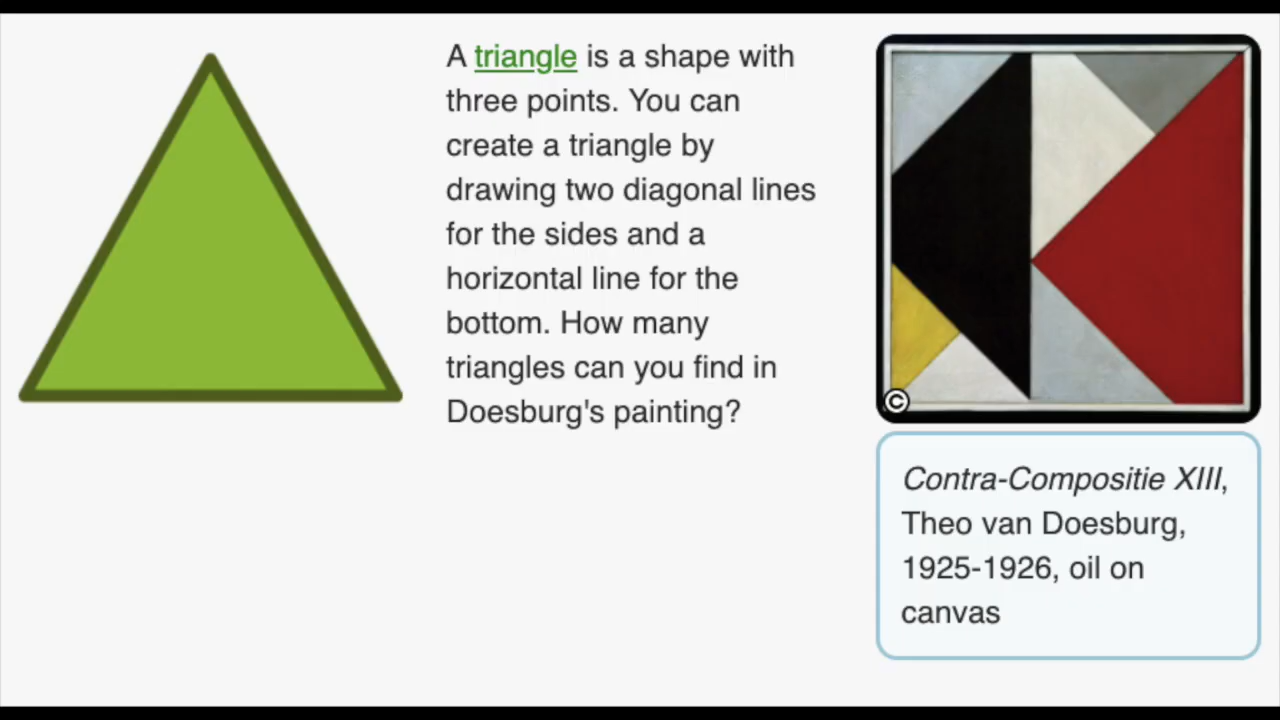 A triangle is a shape with
three points. You can
create a triangle by
drawing two diagonal lines
for the sides and a
horizontal line for the
bottom. How many
triangles can you find in
Doesburg's painting?
©
Contra-Compositie XIII,
Theo van Doesburg,
1925-1926, oil on
canvas